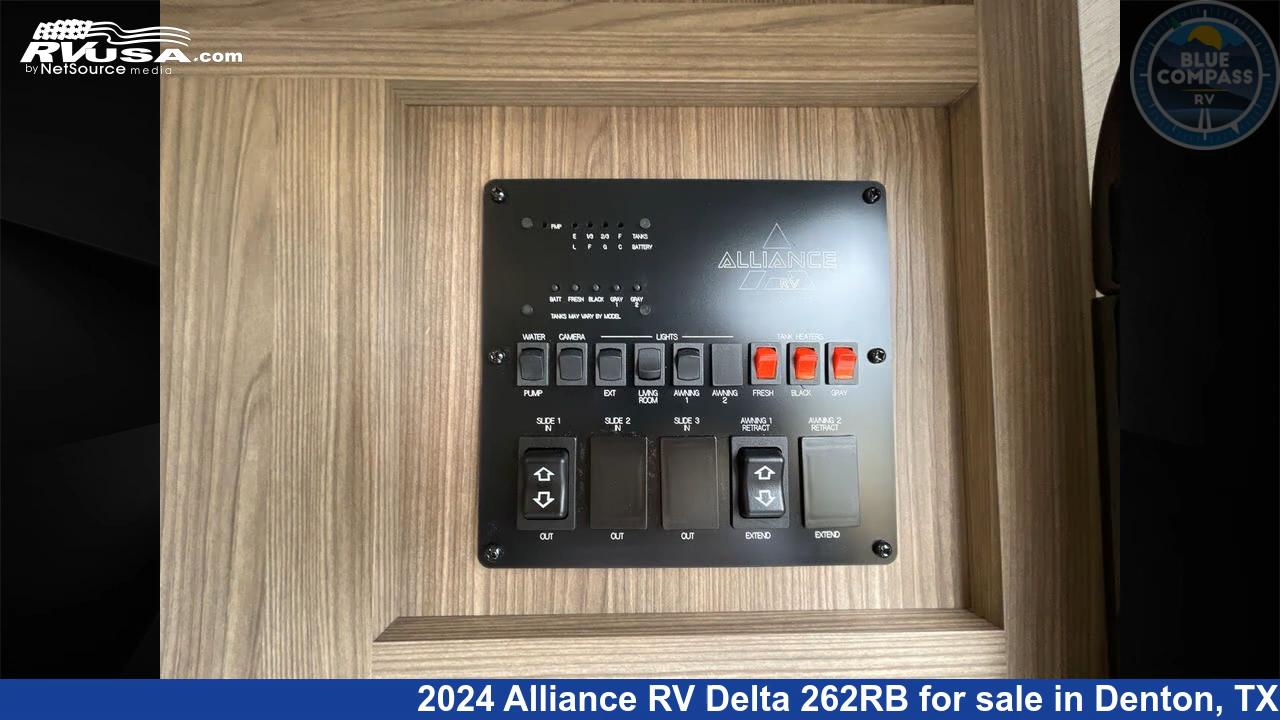 RVUSA.com
by NetSource media
BLUE
COMPASS
RV
PMP
E 1/3 2/3 F TANKS
L F G C BATTERY
ALLIANCE
RV
BATT FRESH BLACK GRAY 1 GRAY 2
TANKS MAY VARY BY MODEL
WATER CAMERA LIGHTS TANK HEATERS
PUMP EXT LIVING ROOM AWNING 1 AWNING 2 FRESH BLACK GRAY
SLIDE 1 IN SLIDE 2 IN SLIDE 3 IN AWNING 1 RETRACT AWNING 2 RETRACT
OUT OUT OUT EXTEND EXTEND
2024 Alliance RV Delta 262RB for sale in Denton, TX